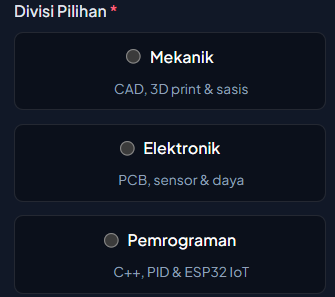 Divisi Pilihan *
Mekanik
CAD, 3D print & sasis
Elektronik
PCB, sensor & daya
Pemrograman
C++, PID & ESP32 IoT